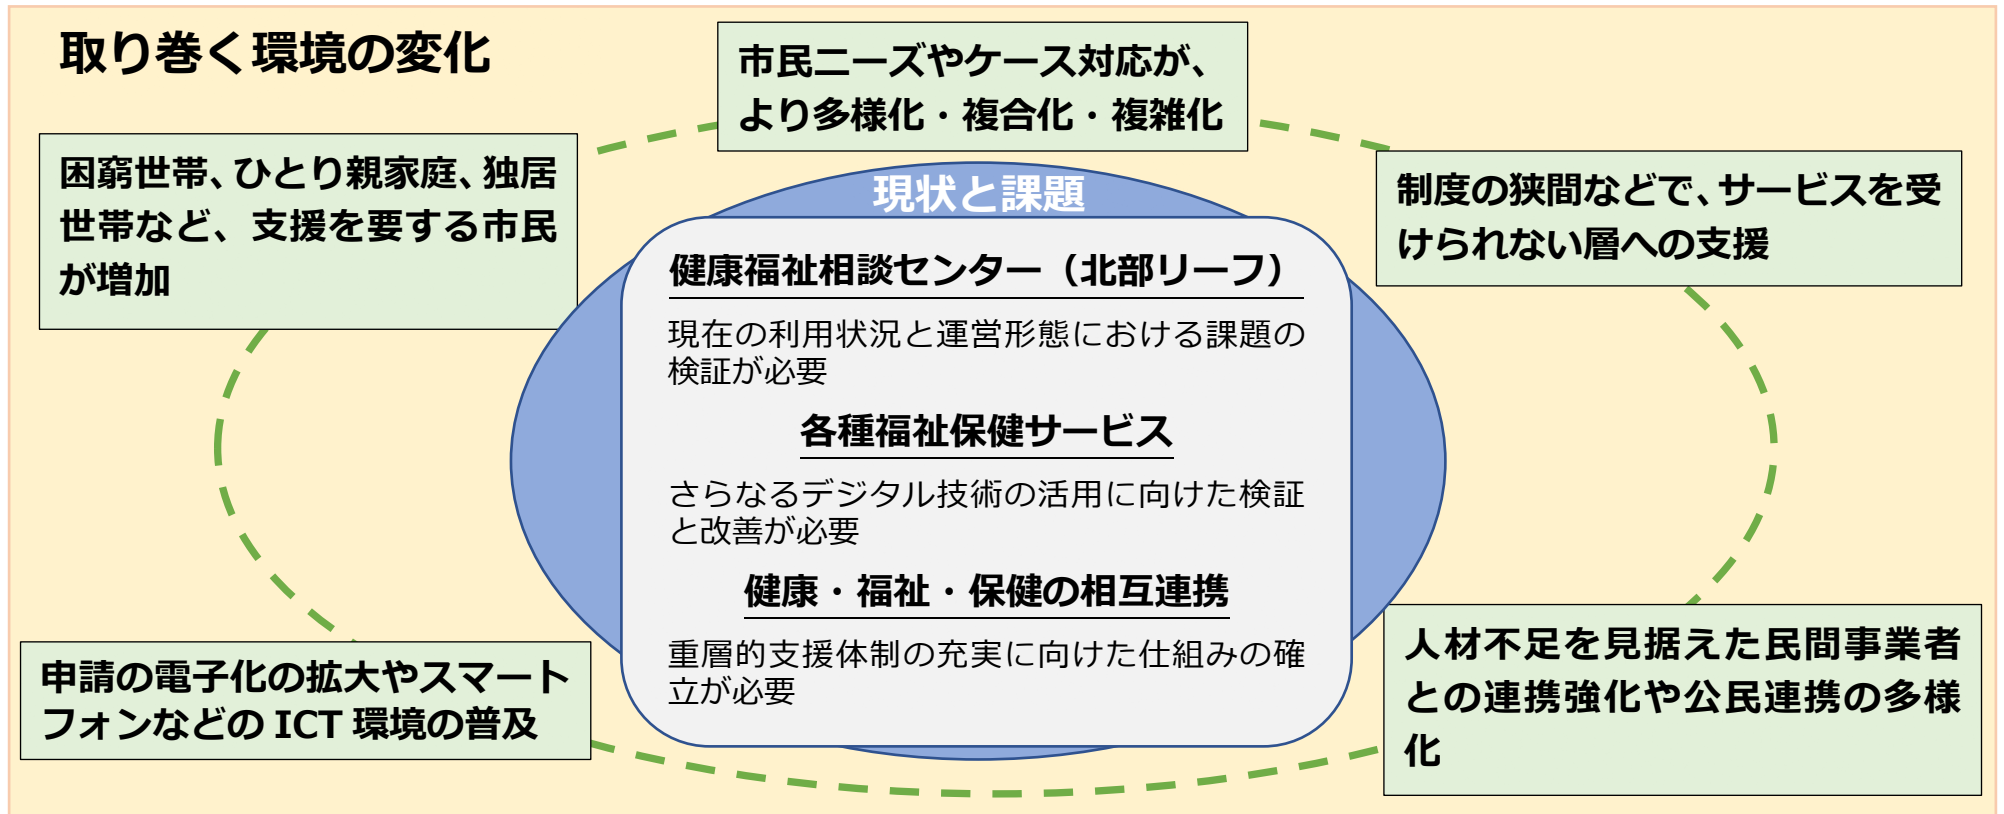 取り巻く環境の変化
市民ニーズやケース対応が、
より多様化・複合化・複雑化
困窮世帯、ひとり親家庭、独居
世帯など、支援を要する市民
が増加
制度の狭間などで、サービスを受
けられない層への支援
現状と課題
健康福祉相談センター（北部リーフ）
現在の利用状況と運営形態における課題の
検証が必要
各種福祉保健サービス
さらなるデジタル技術の活用に向けた検証
と改善が必要
健康・福祉・保健の相互連携
重層的支援体制の充実に向けた仕組みの確
立が必要
申請の電子化の拡大やスマート
フォンなどの ICT 環境の普及
人材不足を見据えた民間事業者
との連携強化や公民連携の多様
化